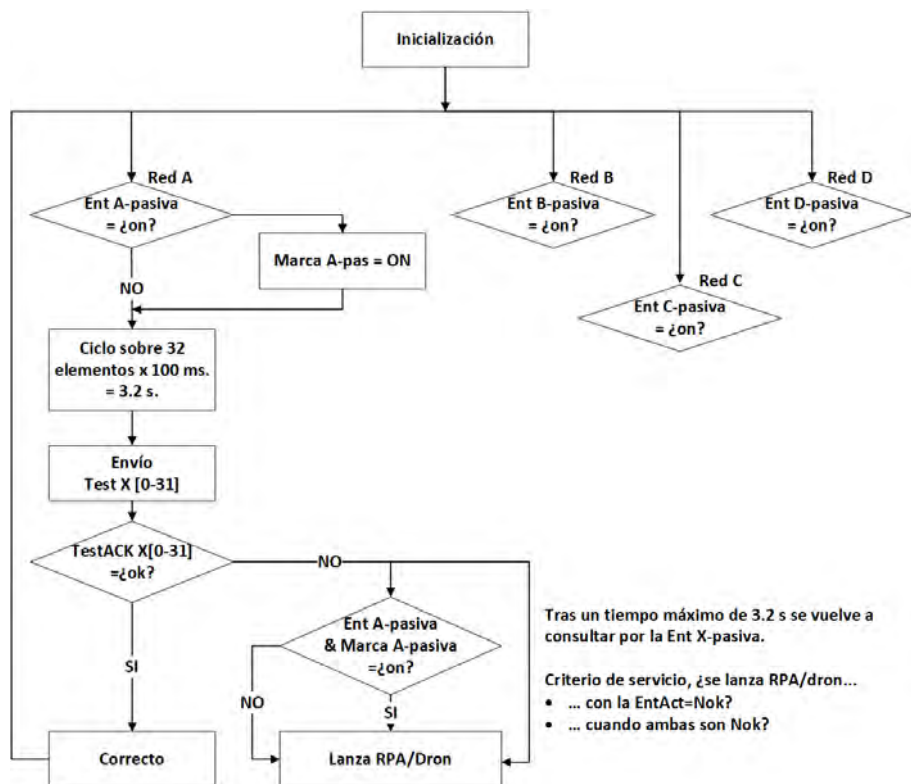 Inicialización
Red A
Ent A-pasiva
= ¿on?
Red B
Ent B-pasiva
= ¿on?
Red D
Ent D-pasiva
= ¿on?
Marca A-pas = ON
Red C
Ent C-pasiva
= ¿on?
NO
Ciclo sobre 32
elementos x 100 ms.
= 3.2 s.
Envío
Test X [0-31]
TestACK X[0-31]
=¿ok?
NO
Ent A-pasiva
& Marca A-pasiva
=¿on?
SI
NO
SI
Correcto
Lanza RPA/Dron
Tras un tiempo máximo de 3.2 s se vuelve a
consultar por la Ent X-pasiva.
Criterio de servicio, ¿se lanza RPA/dron...
• ... con la EntAct=Nok?
• ... cuando ambas son Nok?